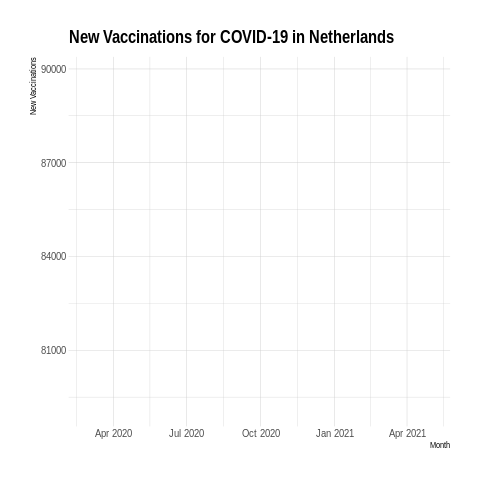 New Vaccinations for COVID-19 in Netherlands
New Vaccinations
90000
87000
84000
81000
Apr 2020 Jul 2020 Oct 2020 Jan 2021 Apr 2021
Month